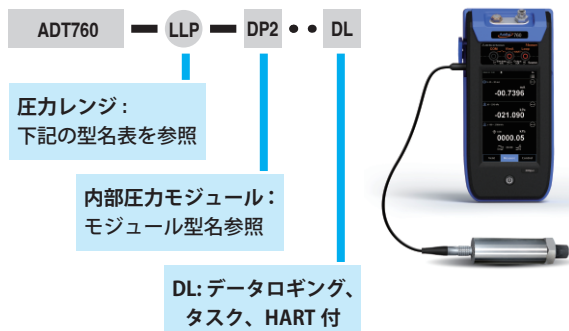 ADT760 — LLP — DP2 •• DL
圧力レンジ:
下記の型名表を参照
内部圧力モジュール:
モジュール型名参照
DL: データロギング、
タスク、HART 付
760
-00.7396
-021.090
0000.05